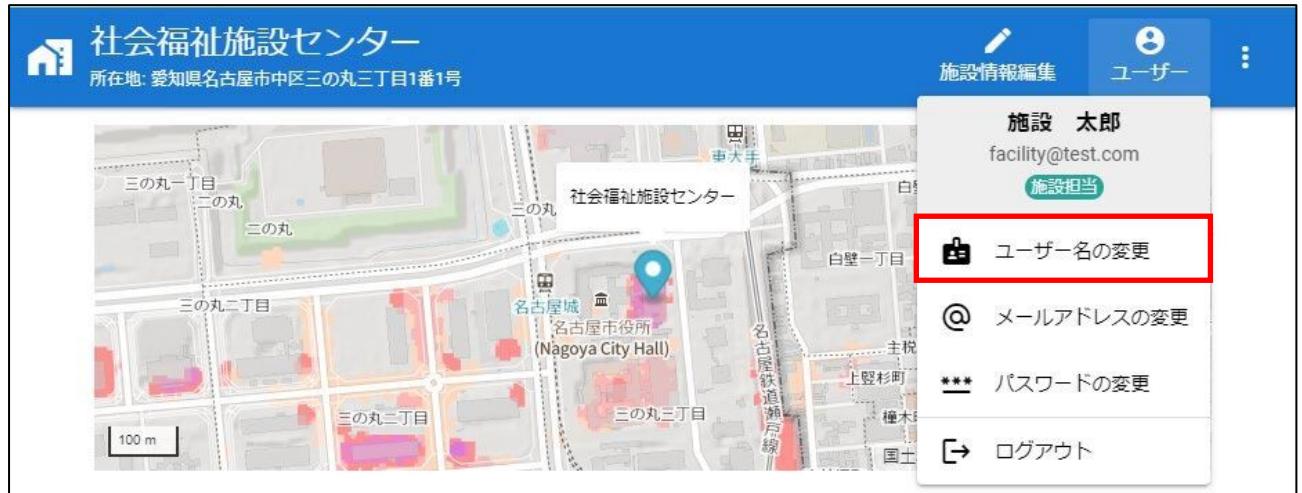 社会福祉施設センター
所在地: 愛知県名古屋市中区三の丸三丁目1番1号
施設情報編集
ユーザー
施設 太郎
facility@test.com
施設担当
ユーザー名の変更
メールアドレスの変更
パスワードの変更
ログアウト
東大手
三の丸一丁目
二の丸
二の丸
三の丸
社会福祉施設センター
白壁一丁目
三の丸二丁目
名古屋城
名古屋市役所
(Nagoya City Hall)
名古屋鉄道瀬戸線
主税
上竪杉町
三の丸二丁目
三の丸三丁目
橦木
国土
100 m